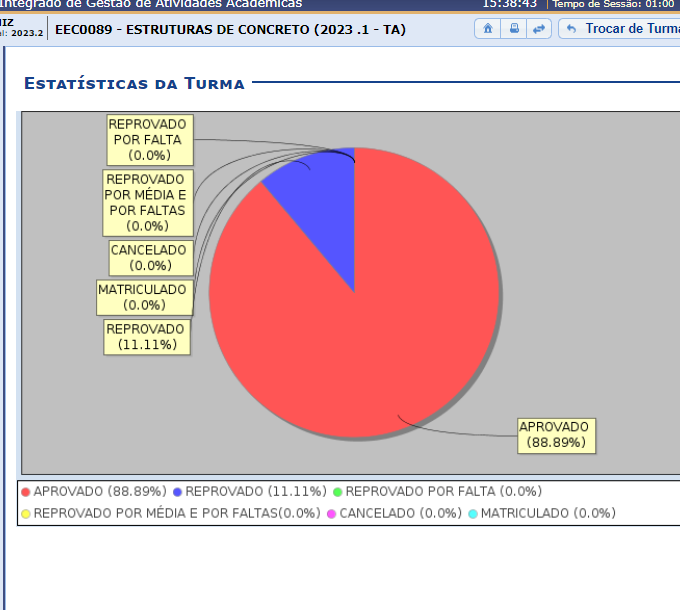 Integrado de Gestão de Atividades Acadêmicas 15:38:43 Tempo de Sessão: 01:00
IZ
l: 2023.2 EEC0089 - ESTRUTURAS DE CONCRETO (2023 .1 - TA) Trocar de Turma
ESTATÍSTICAS DA TURMA
REPROVADO
POR FALTA
(0.0%)
REPROVADO
POR MÉDIA E
POR FALTAS
(0.0%)
CANCELADO
(0.0%)
MATRICULADO
(0.0%)
REPROVADO
(11.11%)
APROVADO
(88.89%)
APROVADO (88.89%) REPROVADO (11.11%) REPROVADO POR FALTA (0.0%)
REPROVADO POR MÉDIA E POR FALTAS(0.0%) CANCELADO (0.0%) MATRICULADO (0.0%)